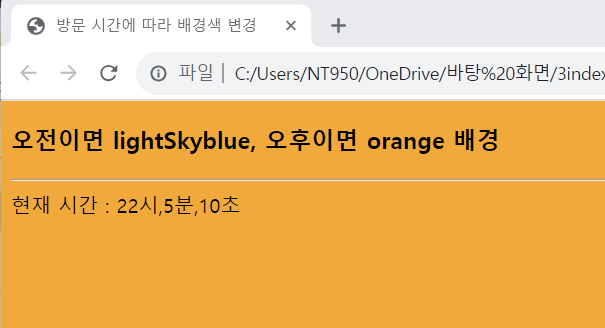 방문 시간에 따라 배경색 변경
파일 | C:/Users/NT950/OneDrive/바탕%20화면/3index
오전이면 lightSkyblue, 오후이면 orange 배경
현재 시간 : 22시,5분,10초